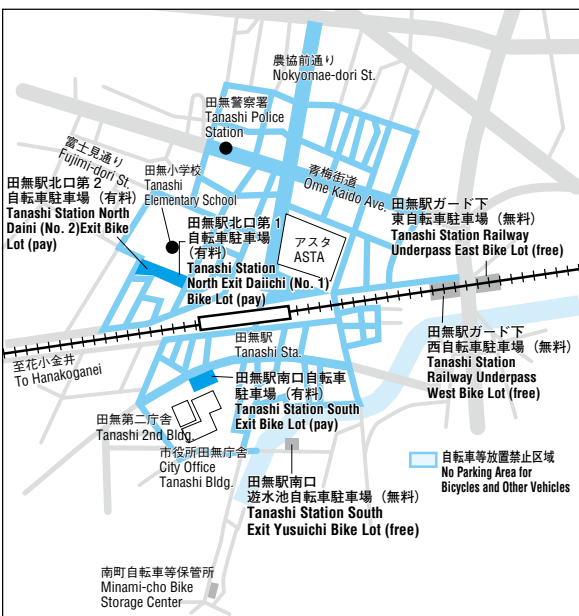 農協前通り
Nokyomae-dori St.
田無警察署
Tanashi Police
Station
富士見通り
Fujimi-dori St.
田無小学校
Tanashi
Elementary School
青梅街道
Ome Kaido Ave.
田無駅北口第2
自転車駐車場（有料）
Tanashi Station North
Daini (No. 2)Exit Bike
Lot (pay)
田無駅北口第1
自転車駐車場
（有料）
Tanashi Station
North Exit Daiichi (No. 1)
Bike Lot (pay)
アスタ
ASTA
田無駅ガード下
東自転車駐車場（無料）
Tanashi Station Railway
Underpass East Bike Lot (free)
至花小金井
To Hanakoganei
田無駅
Tanashi Sta.
田無駅ガード下
西自転車駐車場（無料）
Tanashi Station
Railway Underpass
West Bike Lot (free)
田無駅南口自転車
駐車場（有料）
Tanashi Station South
Exit Bike Lot (pay)
田無第二庁舎
Tanashi 2nd Bldg.
市役所田無庁舎
City Office
Tanashi Bldg.
田無駅南口
遊水池自転車駐車場（無料）
Tanashi Station South
Exit Yusuichi Bike Lot (free)
自転車等放置禁止区域
No Parking Area for
Bicycles and Other Vehicles
南町自転車等保管所
Minami-cho Bike
Storage Center